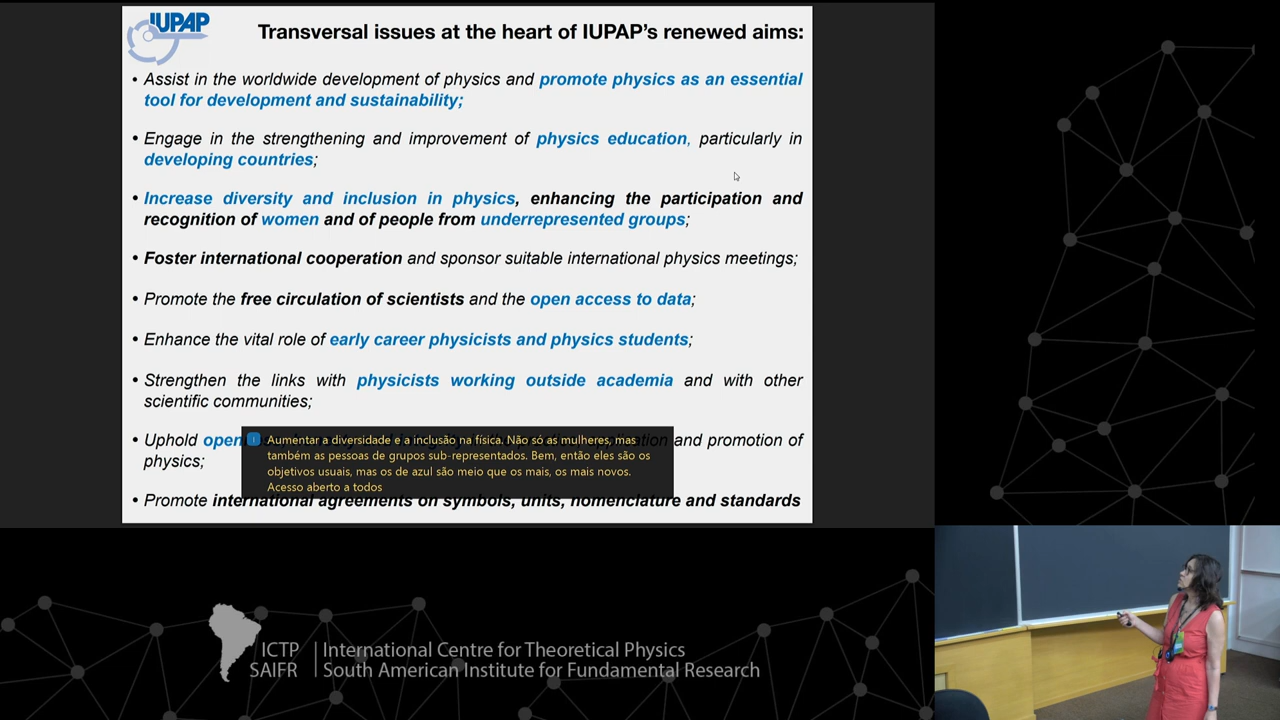 IUPAP
Transversal issues at the heart of IUPAP's renewed aims:
• Assist in the worldwide development of physics and promote physics as an essential
tool for development and sustainability;
• Engage in the strengthening and improvement of physics education, particularly in
developing countries;
• Increase diversity and inclusion in physics, enhancing the participation and
recognition of women and of people from underrepresented groups;
• Foster international cooperation and sponsor suitable international physics meetings;
• Promote the free circulation of scientists and the open access to data;
• Enhance the vital role of early career physicists and physics students;
• Strengthen the links with physicists working outside academia and with other
scientific communities;
• Uphold open and promotion of
physics;
Aumentar a diversidade e a inclusão na física. Não só as mulheres, mas
também as pessoas de grupos sub-representados. Bem, então eles são os
objetivos usuais, mas os de azul são meio que os mais, os mais novos.
Acesso aberto a todos
• Promote international agreements on symbols, units, nomenclature and standards
ICTP
SAIFR
International Centre for Theoretical Physics
South American Institute for Fundamental Research